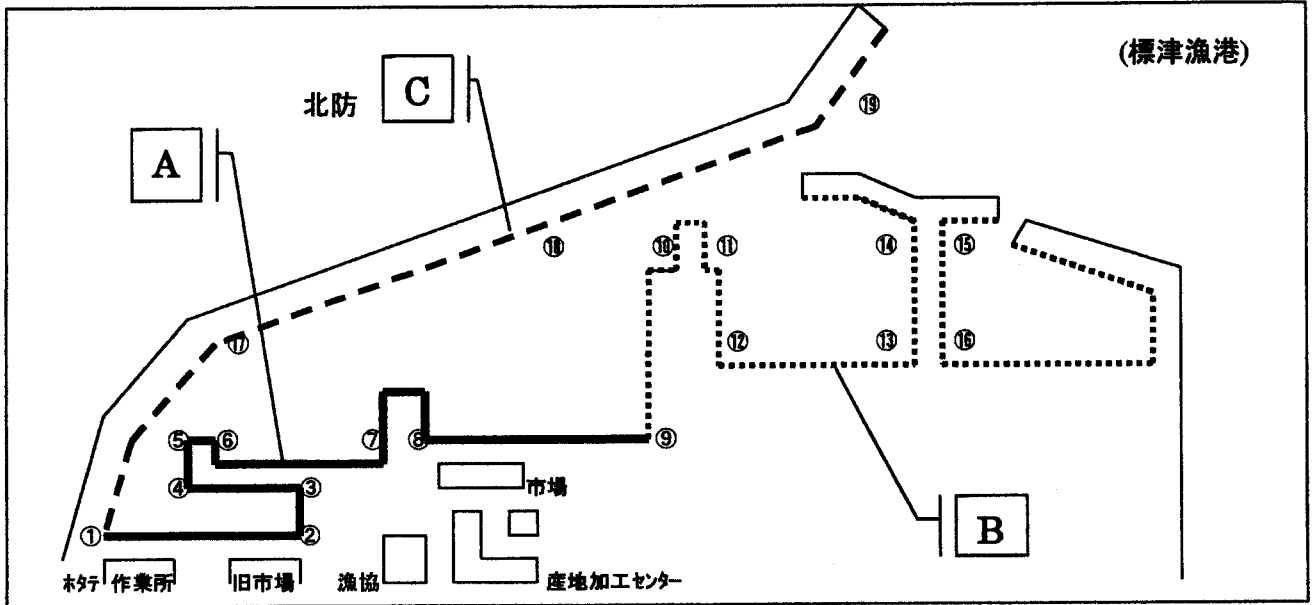 (標津漁港)
北防
C
A
⑲
⑱
⑩
⑪
⑭
⑮
⑰
⑫
⑬
⑯
⑤
⑥
⑦
⑧
⑨
④
③
市場
①
②
B
ホタテ 作業所
旧市場
漁協
産地加工センター